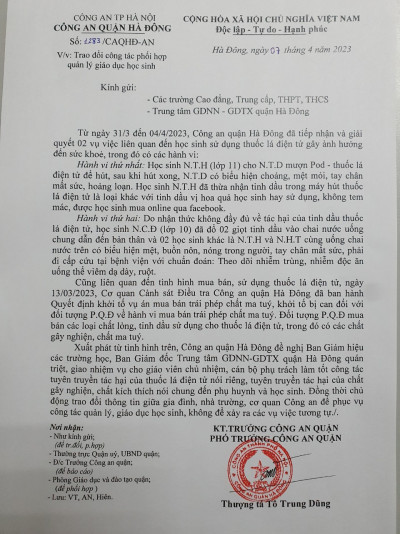 CÔNG AN TP HÀ NỘI
CÔNG AN QUẬN HÀ ĐÔNG
Số: 1283/CAQHĐ-AN
V/v: Trao đổi công tác phối hợp
quản lý giáo dục học sinh
CỘNG HÒA XÃ HỘI CHỦ NGHĨA VIỆT NAM
Độc lập - Tự do - Hạnh phúc
Hà Đông, ngày 07 tháng 4 năm 2023
Kính gửi:
- Các trường Cao đẳng, Trung cấp, THPT, THCS
- Trung tâm GDNN - GDTX quận Hà Đông
Từ ngày 31/3 đến 04/4/2023, Công an quận Hà Đông đã tiếp nhận và giải
quyết 02 vụ việc liên quan đến học sinh sử dụng thuốc lá điện tử gây ảnh hưởng
đến sức khoẻ, trong đó có các hành vi:
Hành vi thứ nhất: Học sinh N.T.H (lớp 11) cho N.T.D mượn Pod - thuốc lá
điện tử để hút, sau khi hút xong, N.T.D có biểu hiện choáng, mệt mỏi, tay chân
mất sức, hoảng loạn. Học sinh N.T.H đã thừa nhận tinh dầu trong máy hút thuốc
lá điện tử là loại khác với tinh dầu vị hoa quả học sinh hay sử dụng, không tem
mác, được học sinh mua online qua facebook.
Hành vi thứ hai: Do nhận thức không đầy đủ về tác hại của tinh dầu thuốc
lá điện tử, học sinh N.C.Đ (lớp 10) đã đổ 02 giọt tinh dầu vào chai nước uống
chung dẫn đến bản thân và 02 học sinh khác là N.T.H và N.H.T cùng uống chai
nước trên có biểu hiện mệt, buồn nôn, nóng trong người, tay chân mất sức, phải
đi cấp cứu tại bệnh viện với chuẩn đoán: Theo dõi nhiễm trùng, nhiễm độc ăn
uống thể viêm dạ dày, ruột.
Cũng liên quan đến tình hình mua bán, sử dụng thuốc lá điện tử, ngày
13/03/2023, Cơ quan Cảnh sát Điều tra Công an quận Hà Đông đã ban hành
Quyết định khởi tố vụ án mua bán trái phép chất ma tuý, khởi tố bị can đối với
đối tượng P.Q.Đ về hành vi mua bán trái phép chất ma tuý. Đối tượng P.Q.Đ mua
bán các loại chất lỏng, tinh dầu sử dụng cho thuốc lá điện tử, trong đó có các chất
gây nghiện, chất ma tuý.
Xuất phát từ tình hình trên, Công an quận Hà Đông đề nghị Ban Giám hiệu
các trường học, Ban Giám đốc Trung tâm GDNN-GDTX quận Hà Đông quán
triệt, giao nhiệm vụ cho giáo viên chủ nhiệm, cán bộ phụ trách làm tốt công tác
tuyên truyền tác hại của thuốc lá điện tử nói riêng, tuyên truyền tác hại của chất
gây nghiện, chất kích thích nói chung đến phụ huynh và học sinh. Đồng thời chủ
động trao đổi thông tin giữa gia đình, nhà trường, cơ quan Công an để phục vụ
công tác quản lý, giáo dục học sinh, không để xảy ra các vụ việc tương tự./.
Nơi nhận:
- Như kính gửi;
(để tr.đổi, p.hợp)
- Thường trực Quận uỷ, UBND quận;
- Đ/c Trưởng Công an quận;
(để báo cáo)
- Phòng Giáo dục và đào tạo quận;
(để phối hợp)
- Lưu: VT, AN, Hiên.
KT.TRƯỞNG CÔNG AN QUẬN
PHÓ TRƯỞNG CÔNG AN QUẬN
Thượng tá Tô Trung Dũng